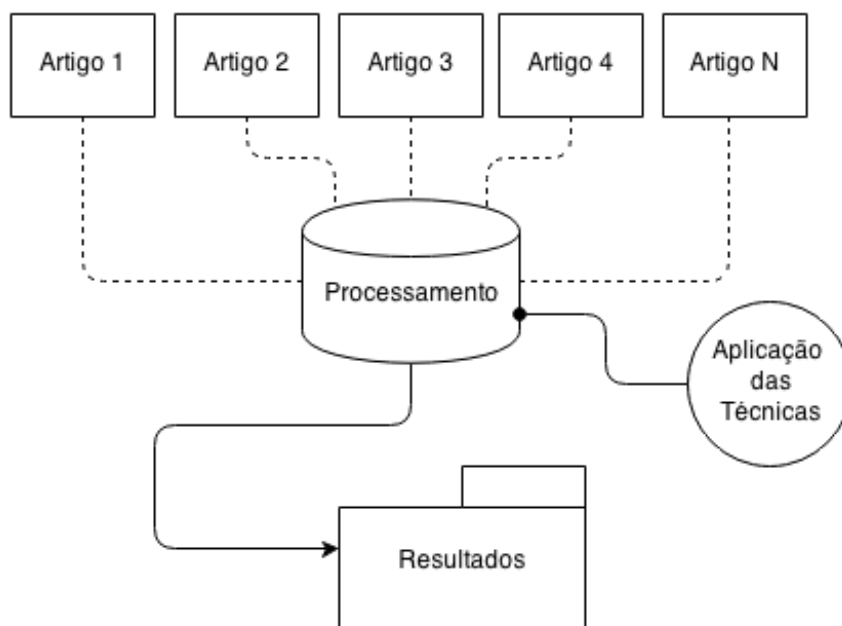 Artigo 1
Artigo 2
Artigo 3
Artigo 4
Artigo N
Processamento
Aplicação
das
Técnicas
Resultados